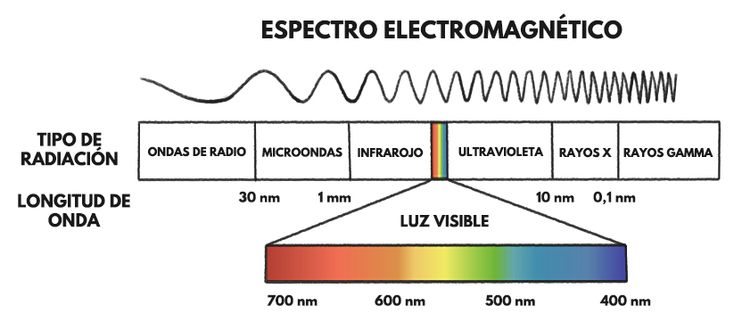 ESPECTRO ELECTROMAGNÉTICO
TIPO DE
RADIACIÓN
ONDAS DE RADIO
MICROONDAS
INFRAROJO
ULTRAVIOLETA
RAYOS X
RAYOS GAMMA
LONGITUD DE
ONDA
30 nm
1 mm
10 nm
0,1 nm
LUZ VISIBLE
700 nm
600 nm
500 nm
400 nm